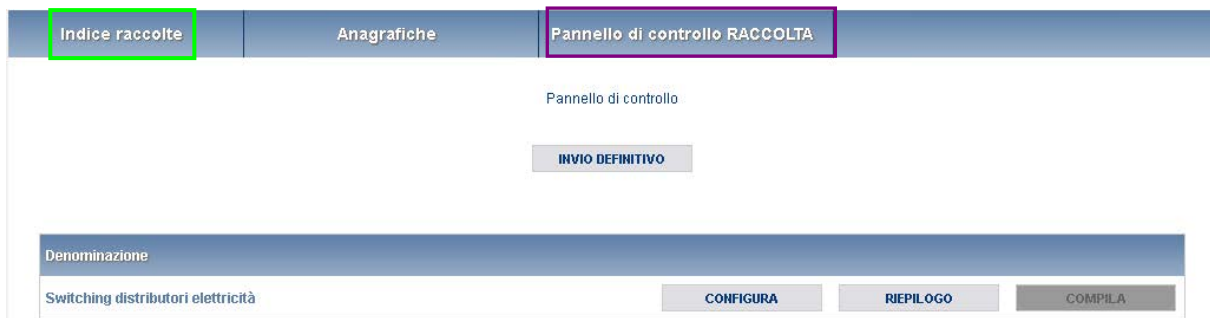 Indice raccolte Anagrafiche Pannello di controllo RACCOLTA
Pannello di controllo
INVIO DEFINITIVO
Denominazione
Switching distributori elettricità CONFIGURA RIEPILOGO COMPILA